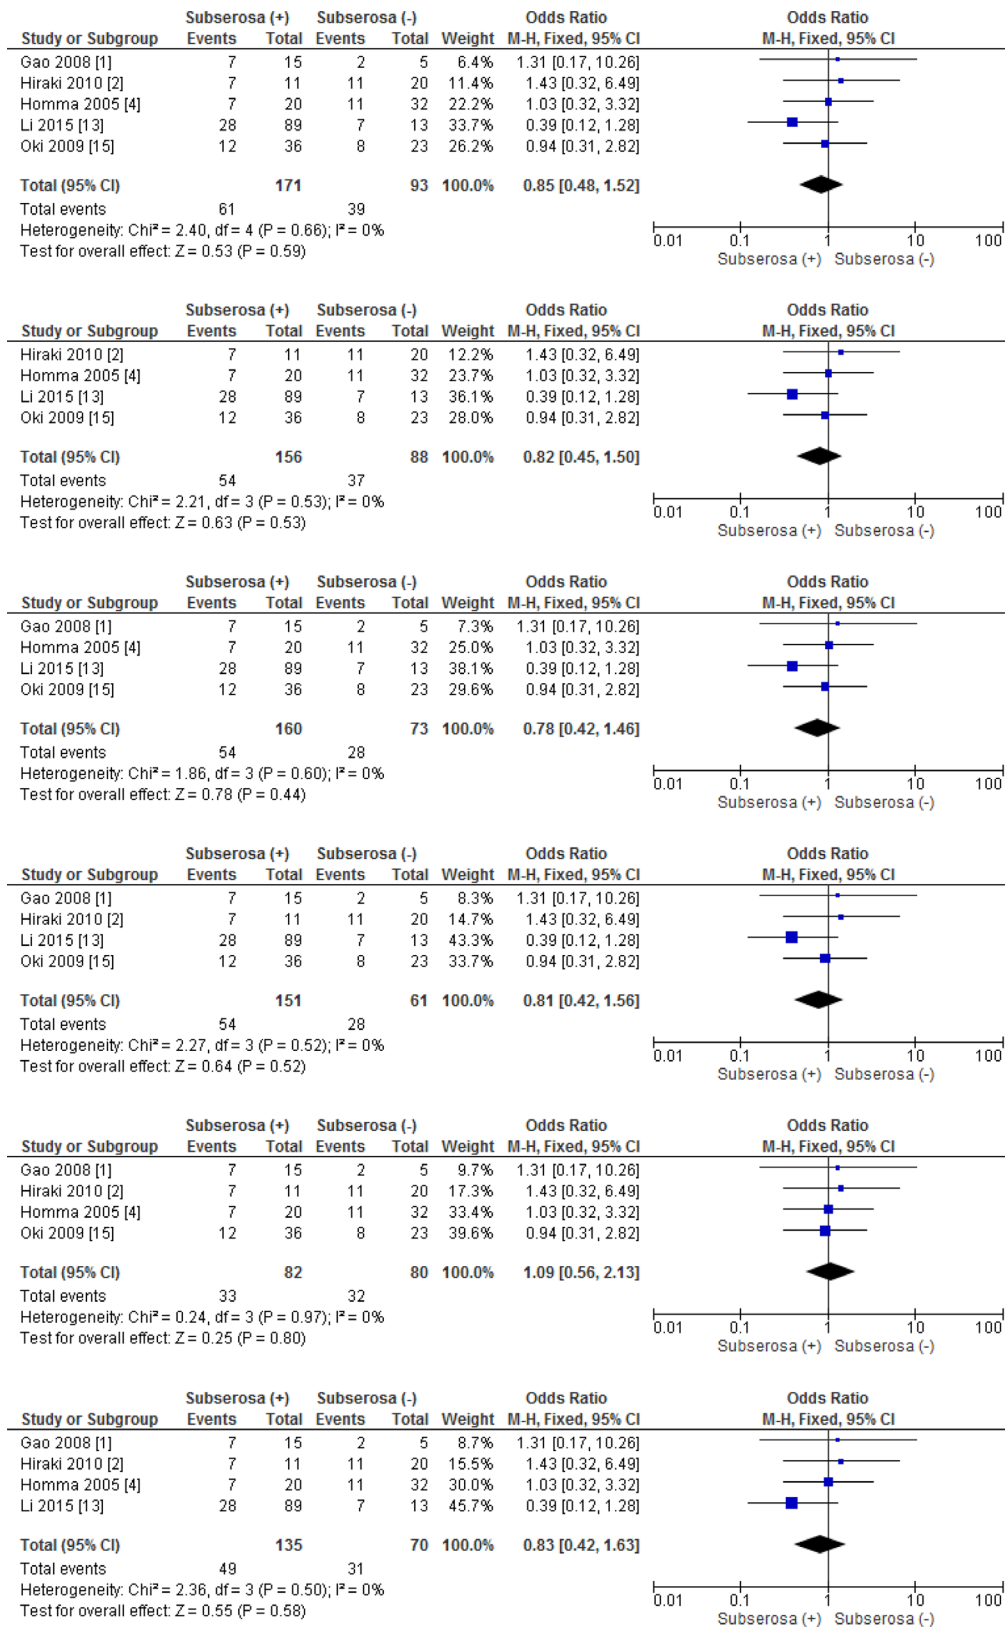 Subserosa (+) Subserosa (-) Odds Ratio Odds Ratio
Study or Subgroup Events Total Events Total Weight M-H, Fixed, 95% CI M-H, Fixed, 95% CI
Gao 2008 [1] 7 15 2 5 6.4% 1.31 [0.17, 10.26]
Hiraki 2010 [2] 7 11 11 20 11.4% 1.43 [0.32, 6.49]
Homma 2005 [4] 7 20 11 32 22.2% 1.03 [0.32, 3.32]
Li 2015 [13] 28 89 7 13 33.7% 0.39 [0.12, 1.28]
Oki 2009 [15] 12 36 8 23 26.2% 0.94 [0.31, 2.82]
Total (95% CI) 171 93 100.0% 0.85 [0.48, 1.52]
Total events 61 39
Heterogeneity: Chi² = 2.40, df = 4 (P = 0.66); I² = 0%
Test for overall effect: Z = 0.53 (P = 0.59)
0.01 0.1 1 10 100
Subserosa (+) Subserosa (-)
Subserosa (+) Subserosa (-) Odds Ratio Odds Ratio
Study or Subgroup Events Total Events Total Weight M-H, Fixed, 95% CI M-H, Fixed, 95% CI
Hiraki 2010 [2] 7 11 11 20 12.2% 1.43 [0.32, 6.49]
Homma 2005 [4] 7 20 11 32 23.7% 1.03 [0.32, 3.32]
Li 2015 [13] 28 89 7 13 36.1% 0.39 [0.12, 1.28]
Oki 2009 [15] 12 36 8 23 28.0% 0.94 [0.31, 2.82]
Total (95% CI) 156 88 100.0% 0.82 [0.45, 1.50]
Total events 54 37
Heterogeneity: Chi² = 2.21, df = 3 (P = 0.53); I² = 0%
Test for overall effect: Z = 0.63 (P = 0.53)
0.01 0.1 1 10 100
Subserosa (+) Subserosa (-)
Subserosa (+) Subserosa (-) Odds Ratio Odds Ratio
Study or Subgroup Events Total Events Total Weight M-H, Fixed, 95% CI M-H, Fixed, 95% CI
Gao 2008 [1] 7 15 2 5 7.3% 1.31 [0.17, 10.26]
Homma 2005 [4] 7 20 11 32 25.0% 1.03 [0.32, 3.32]
Li 2015 [13] 28 89 7 13 38.1% 0.39 [0.12, 1.28]
Oki 2009 [15] 12 36 8 23 29.6% 0.94 [0.31, 2.82]
Total (95% CI) 160 73 100.0% 0.78 [0.42, 1.46]
Total events 54 28
Heterogeneity: Chi² = 1.86, df = 3 (P = 0.60); I² = 0%
Test for overall effect: Z = 0.78 (P = 0.44)
0.01 0.1 1 10 100
Subserosa (+) Subserosa (-)
Subserosa (+) Subserosa (-) Odds Ratio Odds Ratio
Study or Subgroup Events Total Events Total Weight M-H, Fixed, 95% CI M-H, Fixed, 95% CI
Gao 2008 [1] 7 15 2 5 8.3% 1.31 [0.17, 10.26]
Hiraki 2010 [2] 7 11 11 20 14.7% 1.43 [0.32, 6.49]
Li 2015 [13] 28 89 7 13 43.3% 0.39 [0.12, 1.28]
Oki 2009 [15] 12 36 8 23 33.7% 0.94 [0.31, 2.82]
Total (95% CI) 151 61 100.0% 0.81 [0.42, 1.56]
Total events 54 28
Heterogeneity: Chi² = 2.27, df = 3 (P = 0.52); I² = 0%
Test for overall effect: Z = 0.64 (P = 0.52)
0.01 0.1 1 10 100
Subserosa (+) Subserosa (-)
Subserosa (+) Subserosa (-) Odds Ratio Odds Ratio
Study or Subgroup Events Total Events Total Weight M-H, Fixed, 95% CI M-H, Fixed, 95% CI
Gao 2008 [1] 7 15 2 5 9.7% 1.31 [0.17, 10.26]
Hiraki 2010 [2] 7 11 11 20 17.3% 1.43 [0.32, 6.49]
Homma 2005 [4] 7 20 11 32 33.4% 1.03 [0.32, 3.32]
Oki 2009 [15] 12 36 8 23 39.6% 0.94 [0.31, 2.82]
Total (95% CI) 82 80 100.0% 1.09 [0.56, 2.13]
Total events 33 32
Heterogeneity: Chi² = 0.24, df = 3 (P = 0.97); I² = 0%
Test for overall effect: Z = 0.25 (P = 0.80)
0.01 0.1 1 10 100
Subserosa (+) Subserosa (-)
Subserosa (+) Subserosa (-) Odds Ratio Odds Ratio
Study or Subgroup Events Total Events Total Weight M-H, Fixed, 95% CI M-H, Fixed, 95% CI
Gao 2008 [1] 7 15 2 5 8.7% 1.31 [0.17, 10.26]
Hiraki 2010 [2] 7 11 11 20 15.5% 1.43 [0.32, 6.49]
Homma 2005 [4] 7 20 11 32 30.0% 1.03 [0.32, 3.32]
Li 2015 [13] 28 89 7 13 45.7% 0.39 [0.12, 1.28]
Total (95% CI) 135 70 100.0% 0.83 [0.42, 1.63]
Total events 49 31
Heterogeneity: Chi² = 2.36, df = 3 (P = 0.50); I² = 0%
Test for overall effect: Z = 0.55 (P = 0.58)
0.01 0.1 1 10 100
Subserosa (+) Subserosa (-)